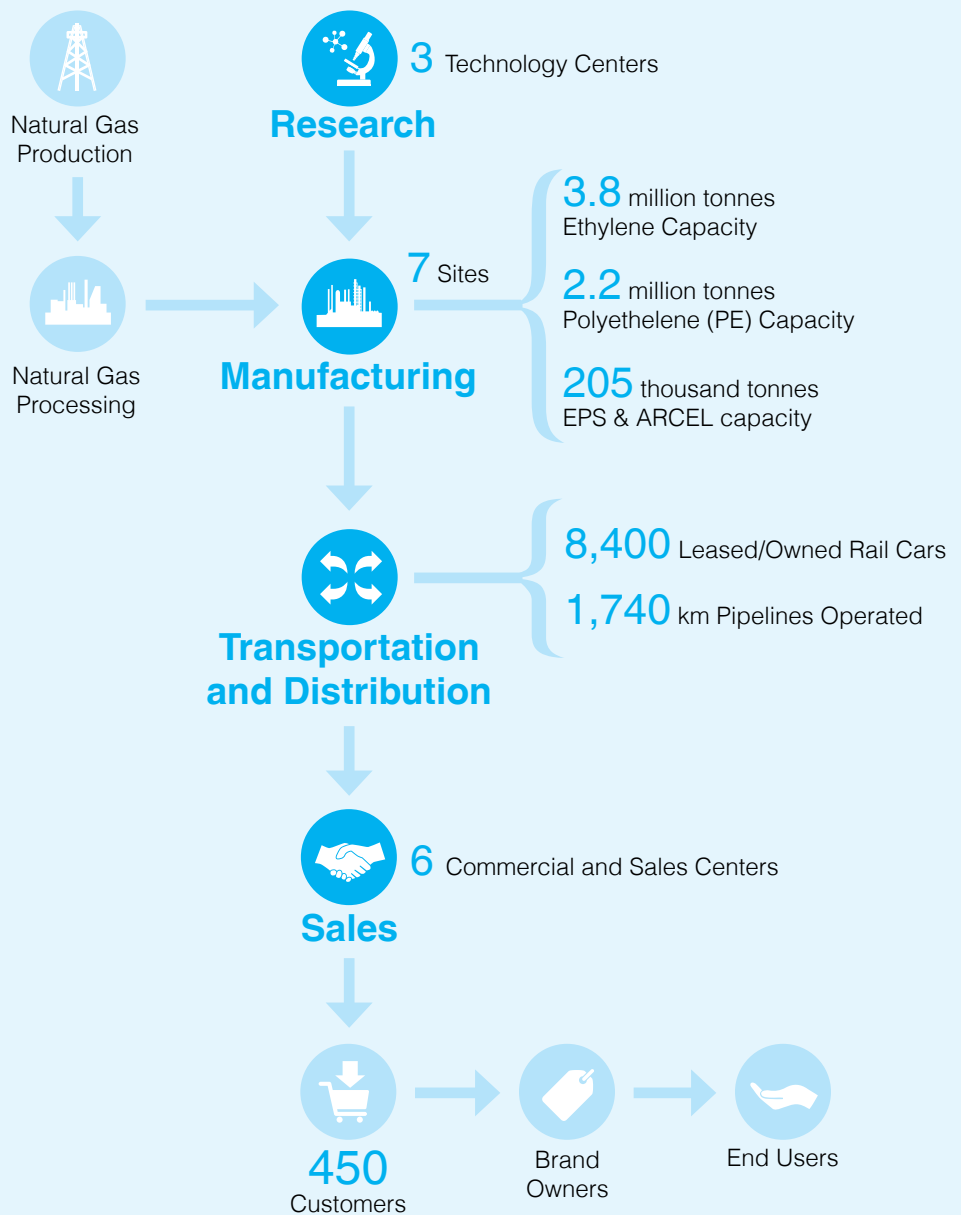 3 Technology Centers
Natural Gas
Production
Research
3.8 million tonnes
Ethylene Capacity
7 Sites
2.2 million tonnes
Polyethelene (PE) Capacity
Natural Gas
Processing
Manufacturing
205 thousand tonnes
EPS & ARCEL capacity
8,400 Leased/Owned Rail Cars
1,740 km Pipelines Operated
Transportation
and Distribution
6 Commercial and Sales Centers
Sales
450
Customers
Brand
Owners
End Users